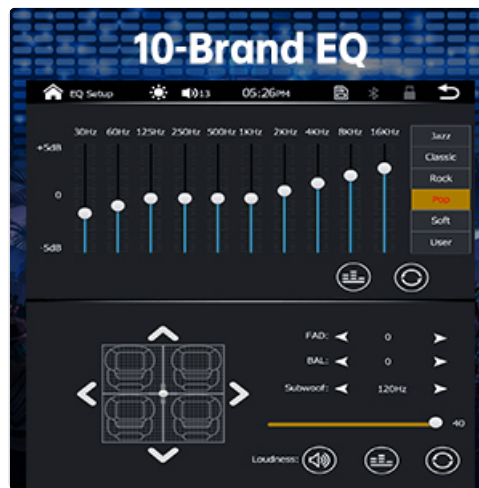 10-Brand EQ
EQ Setup 13 05:26PM
30Hz 60Hz 125Hz 250Hz 500Hz 1KHz 2KHz 4KHz 8KHz 16KHz
+5dB
0
-5dB
Jazz
Classic
Rock
Pop
Soft
User
FAD: 0
BAL: 0
Subwoof: 120Hz
40
Loudness: